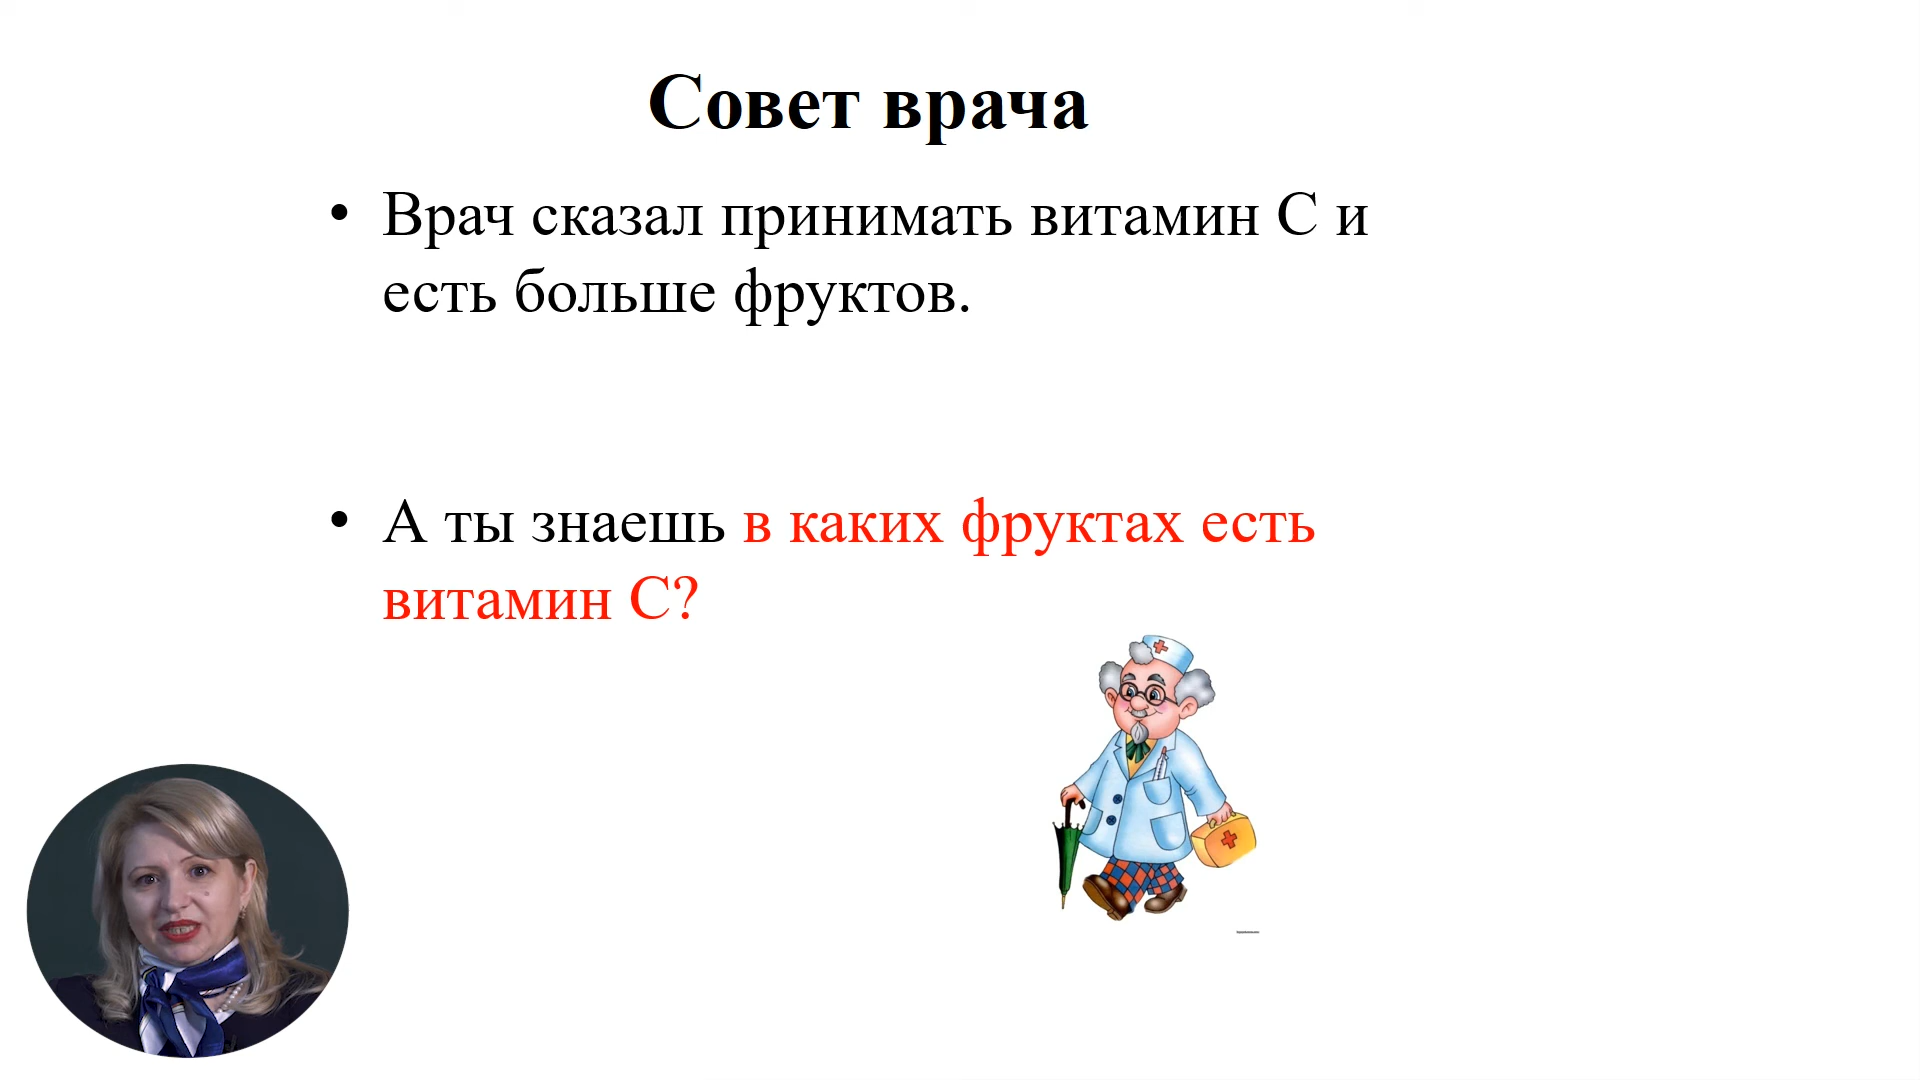 Совет врача
• Врач сказал принимать витамин С и
есть больше фруктов.
• А ты знаешь в каких фруктах есть
витамин С?